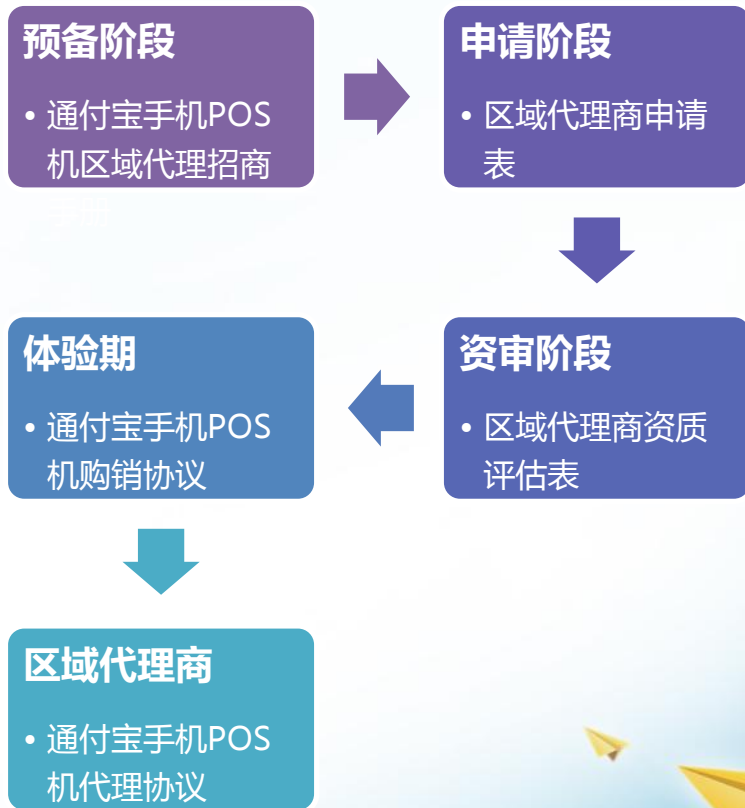 预备阶段
• 通付宝手机POS
机区域代理招商
申请阶段
• 区域代理商申请
表
资审阶段
• 区域代理商资质
评估表
体验期
• 通付宝手机POS
机购销协议
区域代理商
• 通付宝手机POS
机代理协议